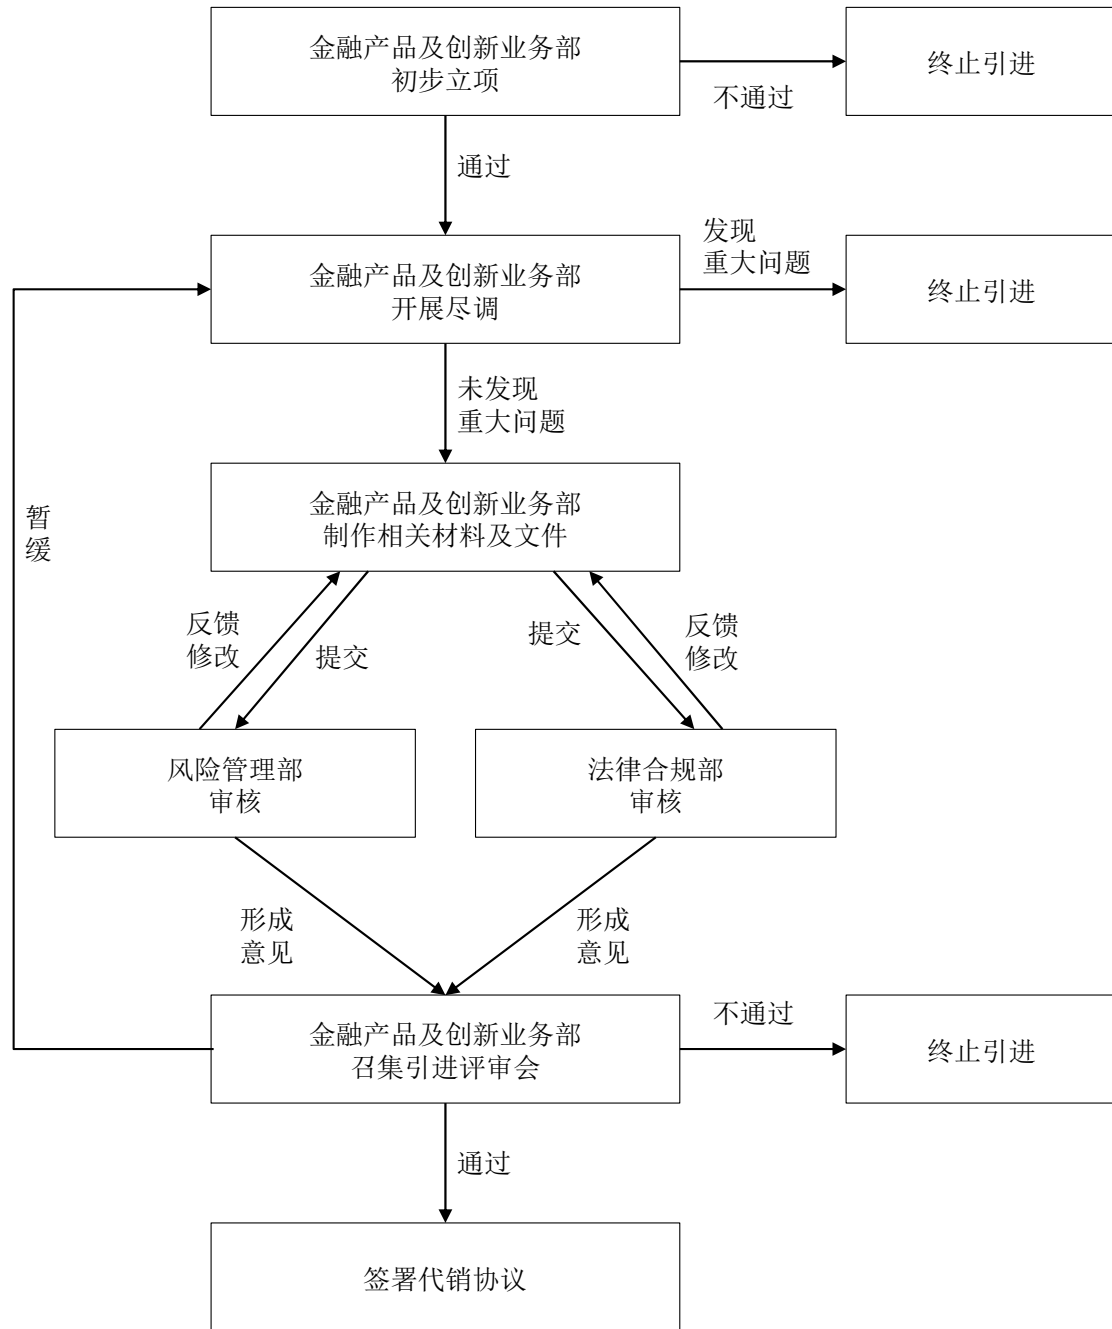 金融产品及创新业务部
初步立项
终止引进
不通过
通过
发现
重大问题
金融产品及创新业务部
开展尽调
终止引进
未发现
重大问题
金融产品及创新业务部
制作相关材料及文件
暂
缓
反馈
修改
提交
提交
反馈
修改
风险管理部
审核
法律合规部
审核
形成
意见
形成
意见
金融产品及创新业务部
召集引进评审会
不通过
终止引进
通过
签署代销协议